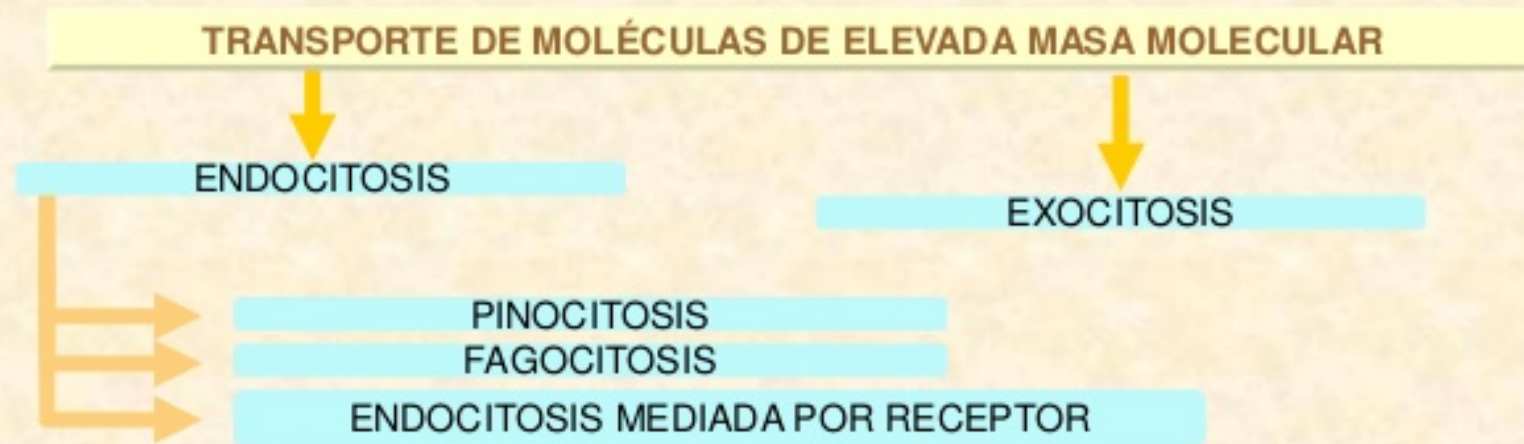 TRANSPORTE DE MOLÉCULAS DE ELEVADA MASA MOLECULAR
ENDOCITOSIS
EXOCITOSIS
PINOCITOSIS
FAGOCITOSIS
ENDOCITOSIS MEDIADA POR RECEPTOR